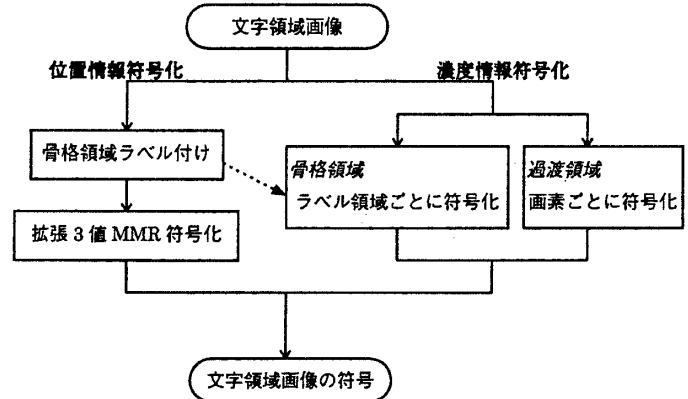 文字領域画像
位置情報符号化
濃度情報符号化
骨格領域ラベル付け
骨格領域
ラベル領域ごとに符号化
過渡領域
画素ごとに符号化
拡張3値MMR符号化
文字領域画像の符号